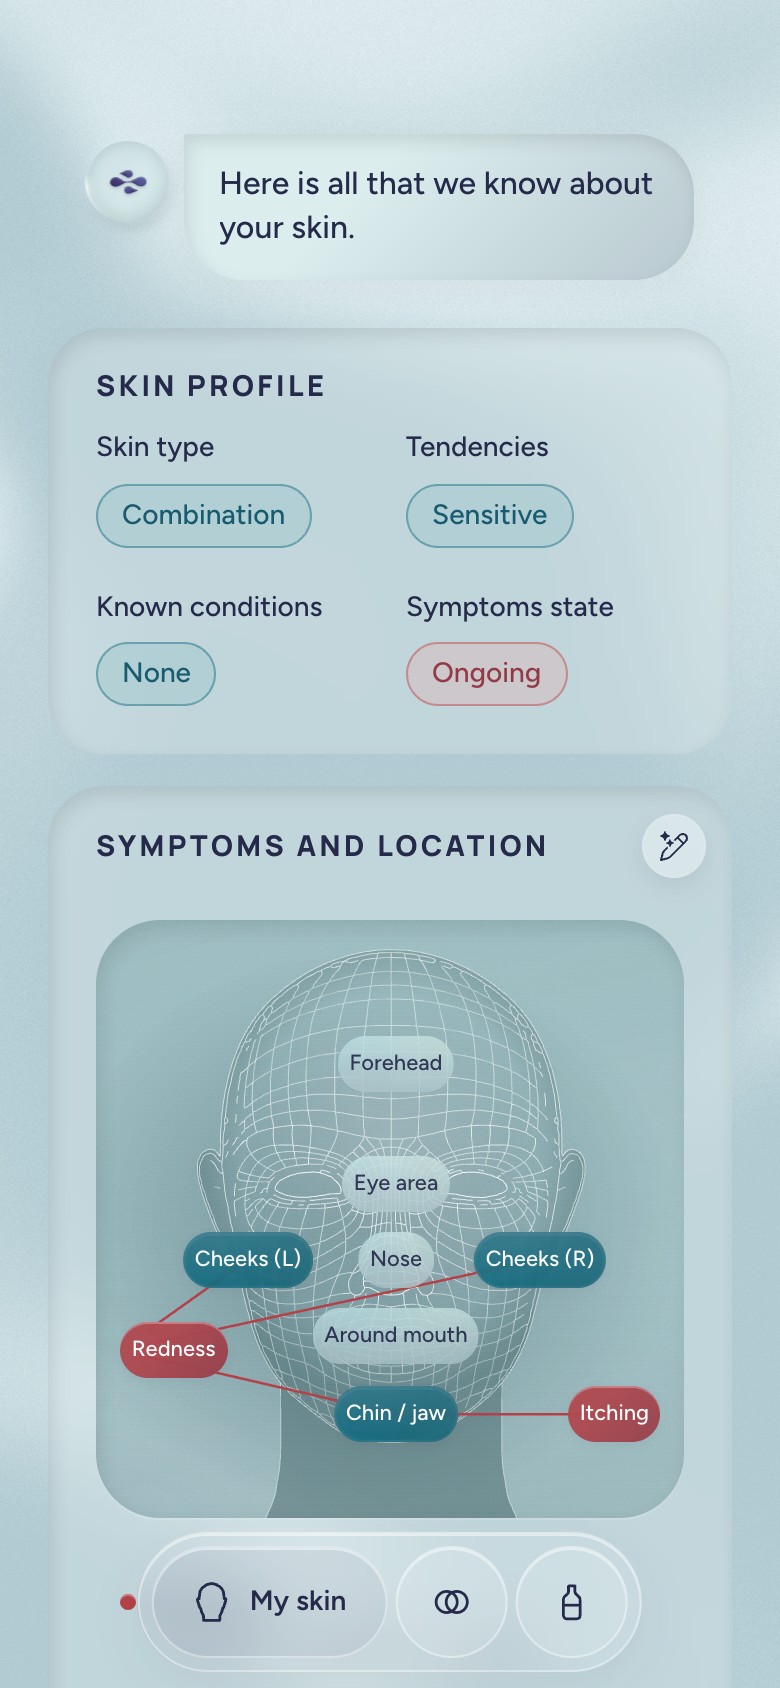 Here is all that we know about
your skin.
SKIN PROFILE
Skin type
Tendencies
Combination
Sensitive
Known conditions
Symptoms state
None
Ongoing
SYMPTOMS AND LOCATION
Forehead
Eye area
Cheeks (L)
Nose
Cheeks (R)
Redness
Around mouth
Chin / jaw
Itching
My skin